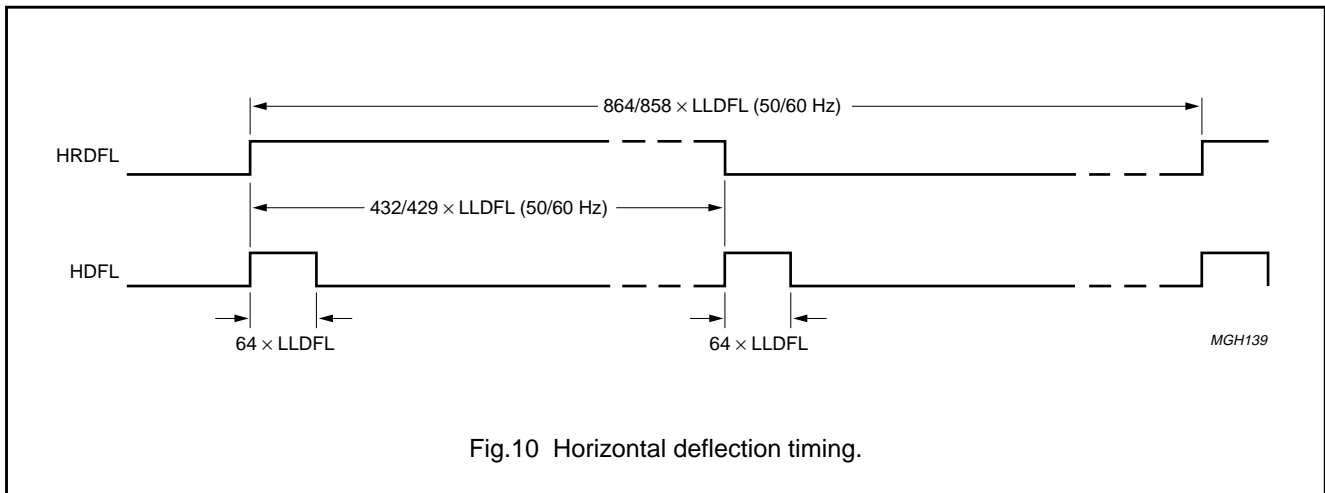 864/858 × LLDFL (50/60 Hz)
HRDFL
432/429 × LLDFL (50/60 Hz)
HDFL
64 × LLDFL
64 × LLDFL
MGH139
Fig.10 Horizontal deflection timing.